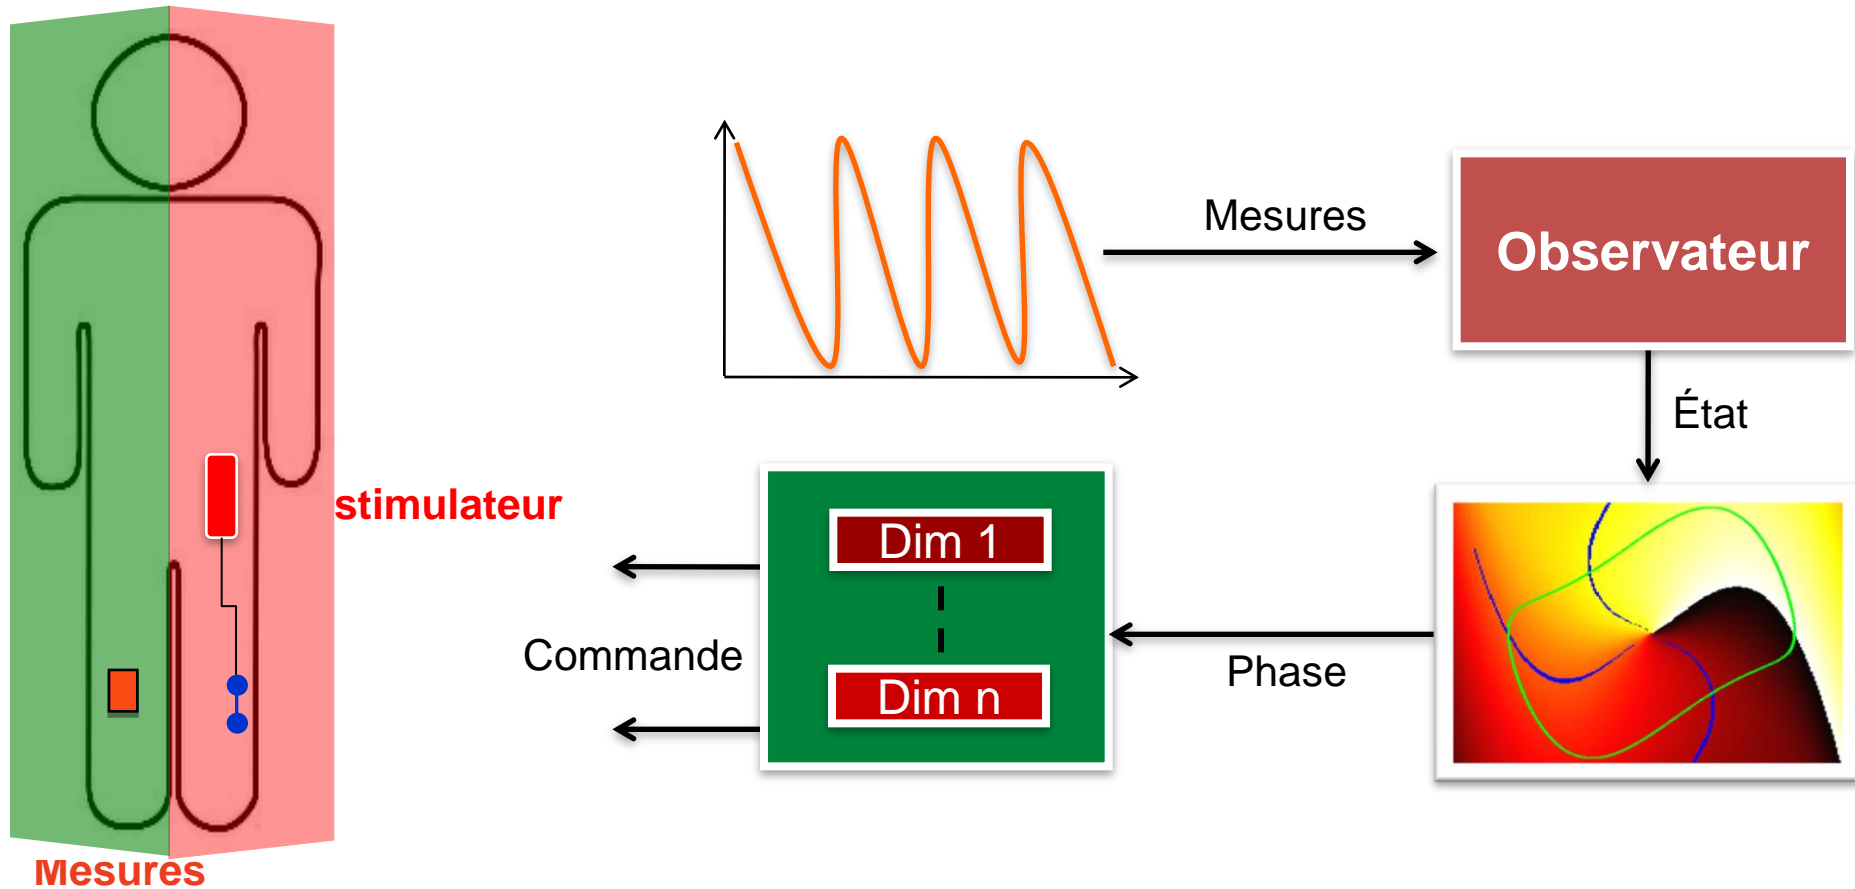 Mesures
Observateur
État
stimulateur
Dim 1
Commande
Phase
Dim n
Mesures